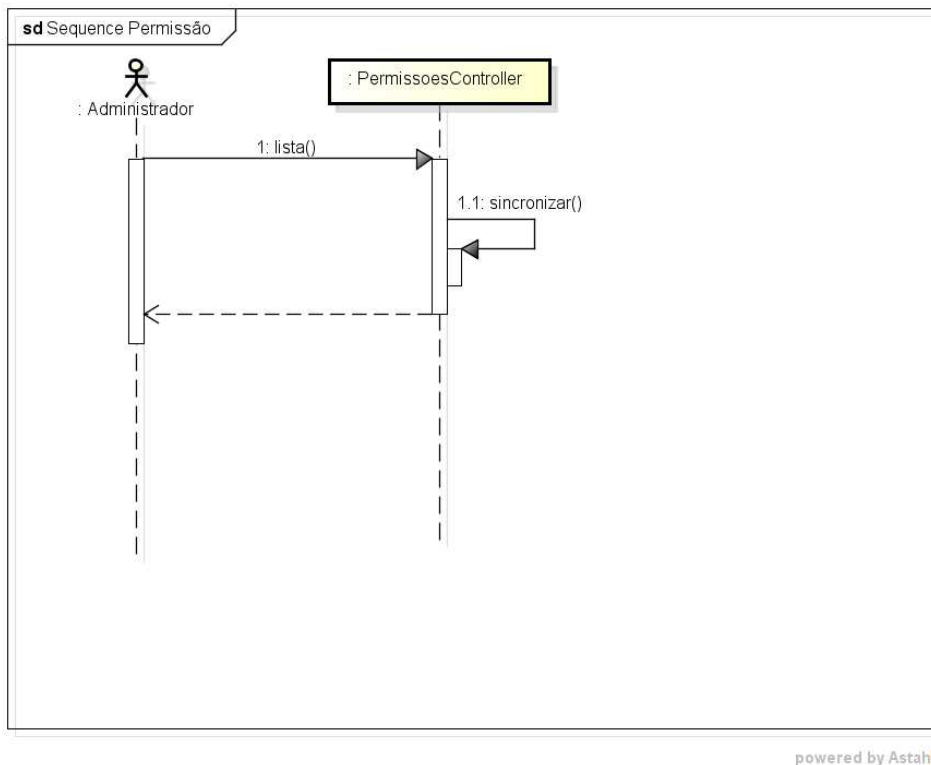 sd Sequence Permissão
: Administrador
: PermissoesController
1: lista()
1.1: sincronizar()
powered by Astah